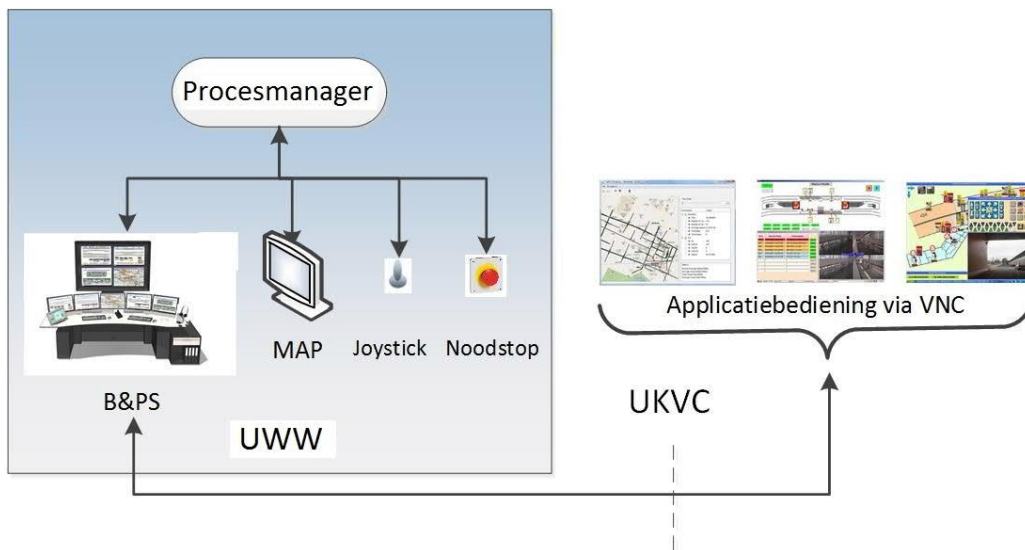 Procesmanager
MAP
Joystick
Noodstop
B&PS
UWW
Applicatiebediening via VNC
UKVC